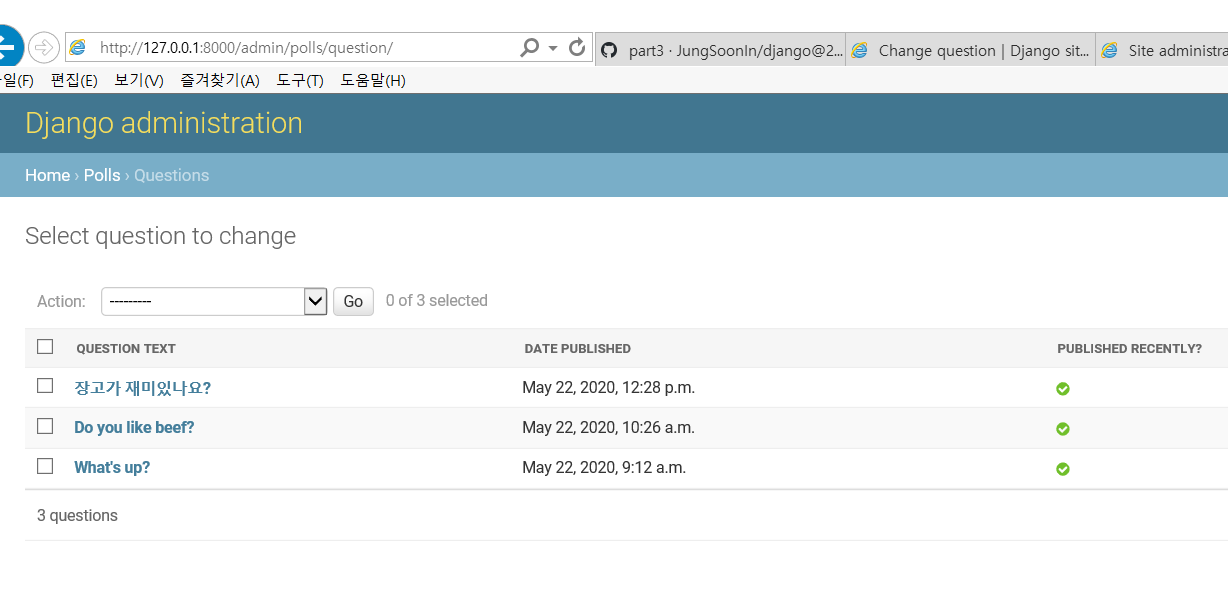 http://127.0.0.1:8000/admin/polls/question/
part3 · JungSoonIn/django@2...
Change question | Django sit...
Site administra
일(F) 편집(E) 보기(V) 즐겨찾기(A) 도구(T) 도움말(H)
Django administration
Home › Polls › Questions
Select question to change
Action: --------- Go 0 of 3 selected
QUESTION TEXT DATE PUBLISHED PUBLISHED RECENTLY?
장고가 재미있나요? May 22, 2020, 12:28 p.m.
Do you like beef? May 22, 2020, 10:26 a.m.
What's up? May 22, 2020, 9:12 a.m.
3 questions